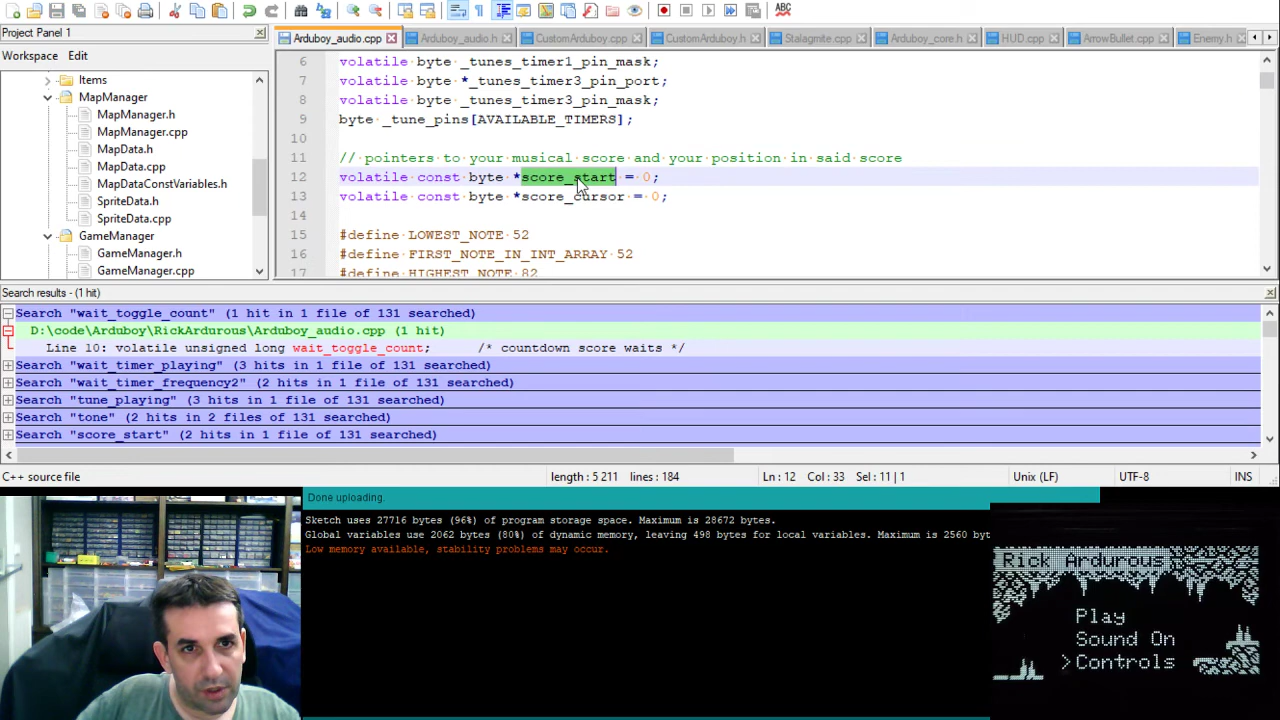 Project Panel 1
Workspace Edit
Items
MapManager
MapManager.h
MapManager.cpp
MapData.h
MapData.cpp
MapDataConstVariables.h
SpriteData.h
SpriteData.cpp
GameManager
GameManager.h
GameManager.cpp
ABC
Arduboy_audio.cpp Arduboy_audio.h CustomArduboy.cpp CustomArduboy.h Stalagmite.cpp Arduboy_core.h HUD.cpp ArrowBullet.cpp Enemy.h
6 volatile byte _tunes_timer1_pin_mask;
7 volatile byte *_tunes_timer3_pin_port;
8 volatile byte _tunes_timer3_pin_mask;
9 byte _tune_pins[AVAILABLE_TIMERS];
10
11 // pointers to your musical score and your position in said score
12 volatile const byte *score_start = 0;
13 volatile const byte *score_cursor = 0;
14
15 #define LOWEST_NOTE 52
16 #define FIRST_NOTE_IN_INT_ARRAY 52
17 #define HIGHEST_NOTE 82
Search results - (1 hit)
Search "wait_toggle_count" (1 hit in 1 file of 131 searched)
D:\code\Arduboy\RickArdurous\Arduboy_audio.cpp (1 hit)
Line 10: volatile unsigned long wait_toggle_count; /* countdown score waits */
Search "wait_timer_playing" (3 hits in 1 file of 131 searched)
Search "wait_timer_frequency2" (2 hits in 1 file of 131 searched)
Search "tune_playing" (3 hits in 1 file of 131 searched)
Search "tone" (2 hits in 2 files of 131 searched)
Search "score_start" (2 hits in 1 file of 131 searched)
C++ source file length : 5 211 lines : 184 Ln : 12 Col : 33 Sel : 11 | 1 Unix (LF) UTF-8 INS
Done uploading.
Sketch uses 27716 bytes (96%) of program storage space. Maximum is 28672 bytes.
Global variables use 2062 bytes (80%) of dynamic memory, leaving 498 bytes for local variables. Maximum is 2560 byt
Low memory available, stability problems may occur.
Rick Ardurous
Play
Sound On
>Controls